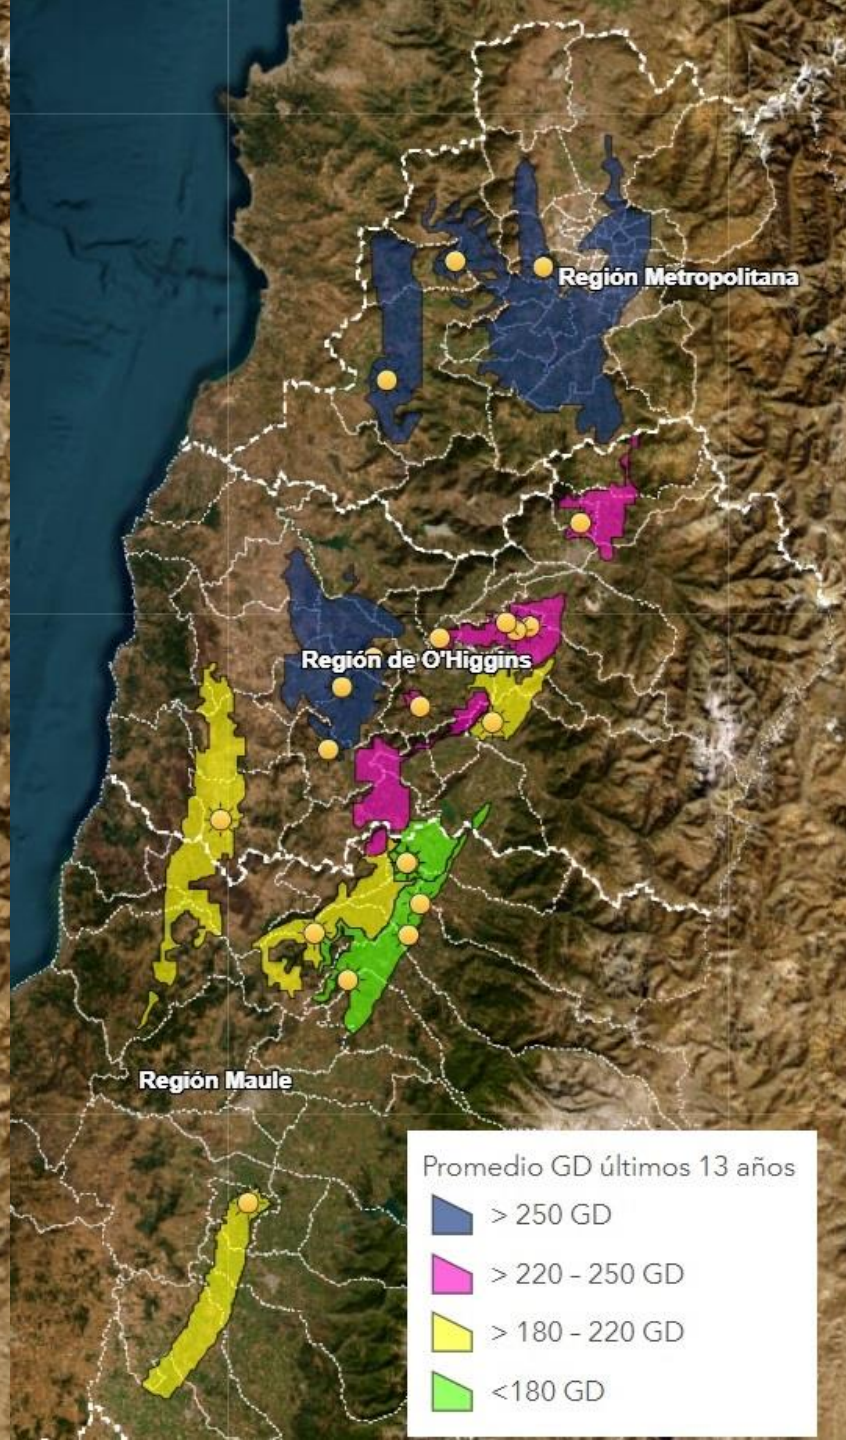 Región Metropolitana
Región de O'Higgins
Región Maule
Promedio GD últimos 13 años
> 250 GD
> 220 - 250 GD
> 180 - 220 GD
<180 GD